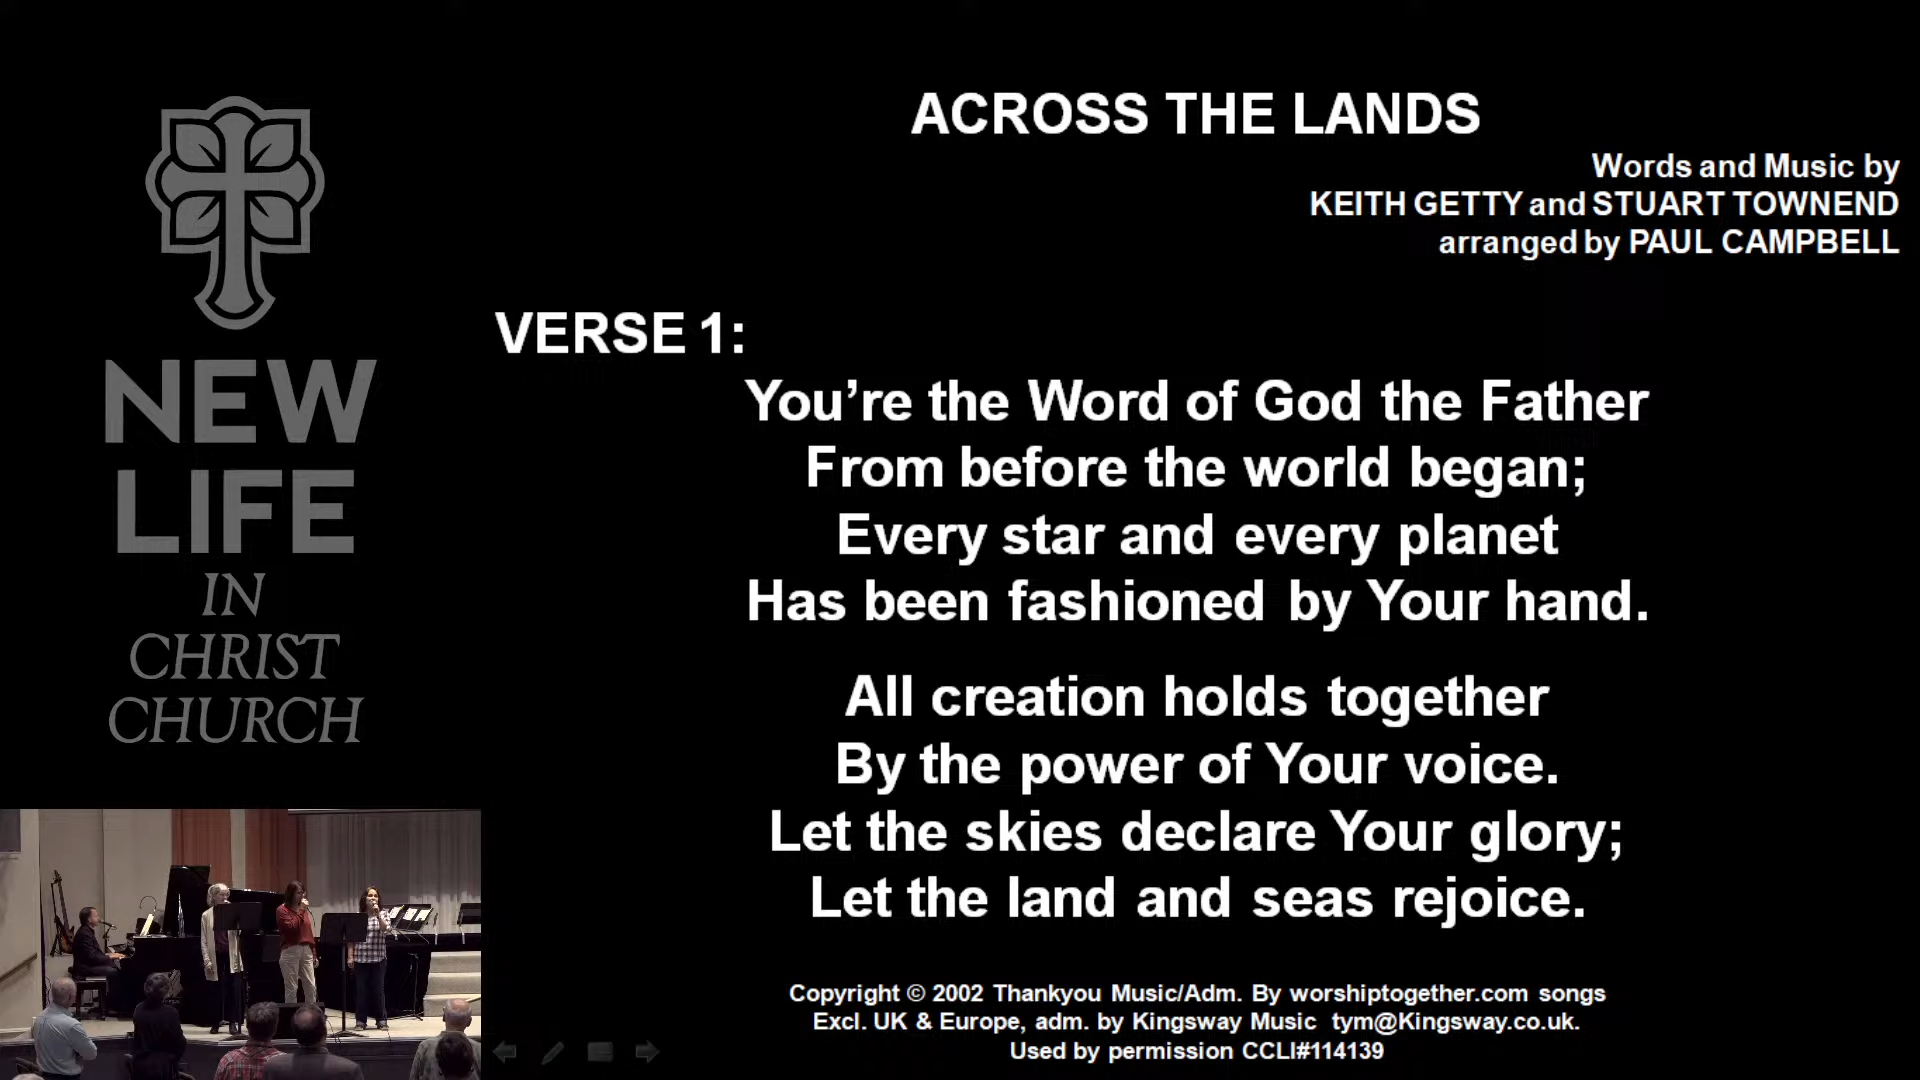 ACROSS THE LANDS
Words and Music by
KEITH GETTY and STUART TOWNEND
arranged by PAUL CAMPBELL
NEW
LIFE
IN
CHRIST
CHURCH
VERSE 1:
You’re the Word of God the Father
From before the world began;
Every star and every planet
Has been fashioned by Your hand.
All creation holds together
By the power of Your voice.
Let the skies declare Your glory;
Let the land and seas rejoice.
Copyright © 2002 Thankyou Music/Adm. By worshiptogether.com songs
Excl. UK & Europe, adm. by Kingsway Music tym@Kingsway.co.uk.
Used by permission CCLI#114139